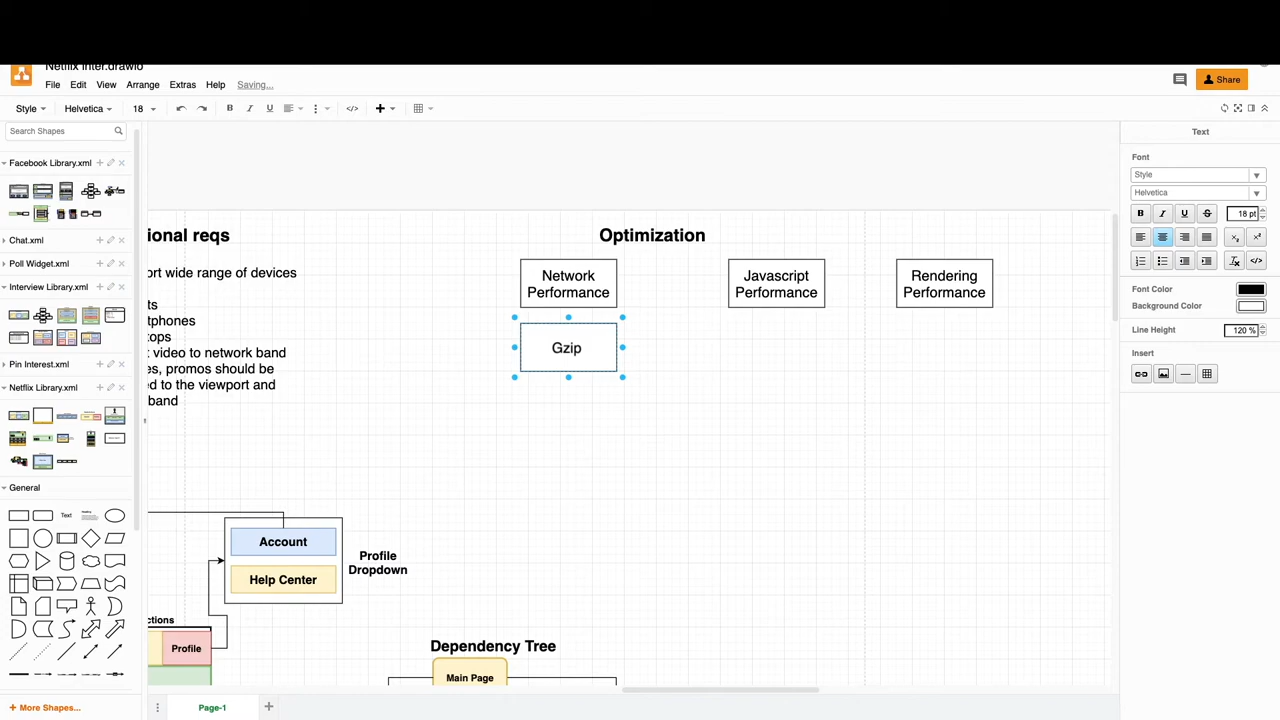 Netflix Inter.drawio
File Edit View Arrange Extras Help Saving...
Share
Style Helvetica 18
Search Shapes
Facebook Library.xml
Chat.xml
Poll Widget.xml
Interview Library.xml
Pin Interest.xml
Netflix Library.xml
General
More Shapes...
ional reqs
ort wide range of devices
ts
tphones
tops
t video to network band
es, promos should be
ed to the viewport and
band
Optimization
Network
Performance
Javascript
Performance
Rendering
Performance
Gzip
Account
Help Center
Profile
Dropdown
ctions
Profile
Dependency Tree
Main Page
Page-1
Text
Font
Style
Helvetica
18 pt
Font Color
Background Color
Line Height 120 %
Insert